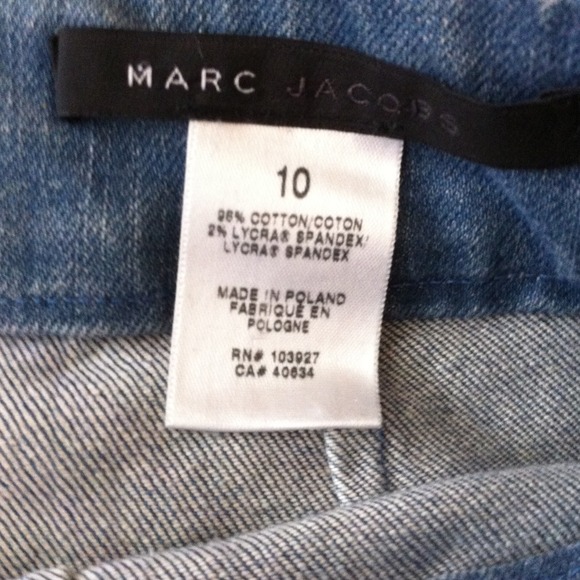 MARC JACOBS
10
98% COTTON/COTON
2% LYCRA® SPANDEX/
LYCRA® SPANDEX
MADE IN POLAND
FABRIQUE EN
POLOGNE
RN# 103927
CA# 40634